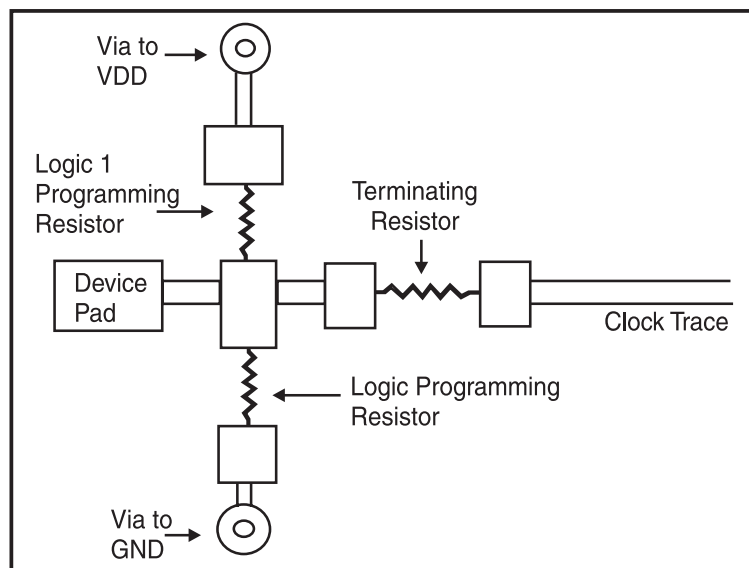 Via to
VDD
Logic 1
Programming
Resistor
Terminating
Resistor
Device
Pad
Clock Trace
Logic Programming
Resistor
Via to
GND